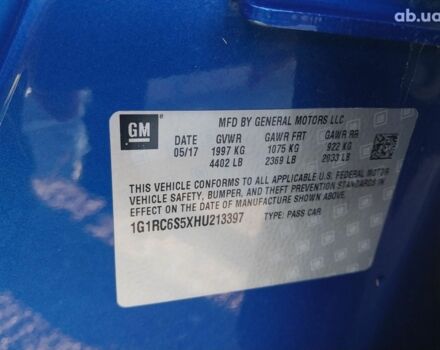 ab.ua
GM
MFD BY GENERAL MOTORS LLC
DATE GVWR GAWR FRT GAWR RR
05/17 1997 KG 1075 KG 922 KG
4402 LB 2369 LB 2033 LB
THIS VEHICLE CONFORMS TO ALL APPLICABLE U.S. FEDERAL MOTOR
VEHICLE SAFETY, BUMPER, AND THEFT PREVENTION STANDARDS IN
EFFECT ON THE DATE OF MANUFACTURE SHOWN ABOVE.
1G1RC6S5XHU213397 TYPE: PASS CAR